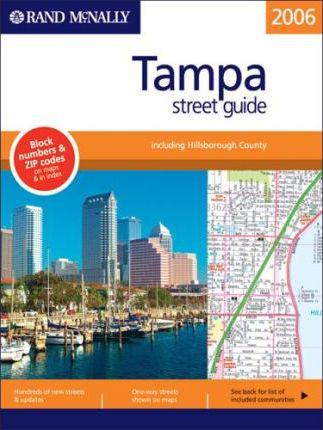 RAND McNALLY
2006
Tampa
street guide
including Hillsborough County
Block
numbers &
ZIP codes
on maps
& in index
Hundreds of new streets
& updates
One-way streets
shown on maps
See back for list of
included communities